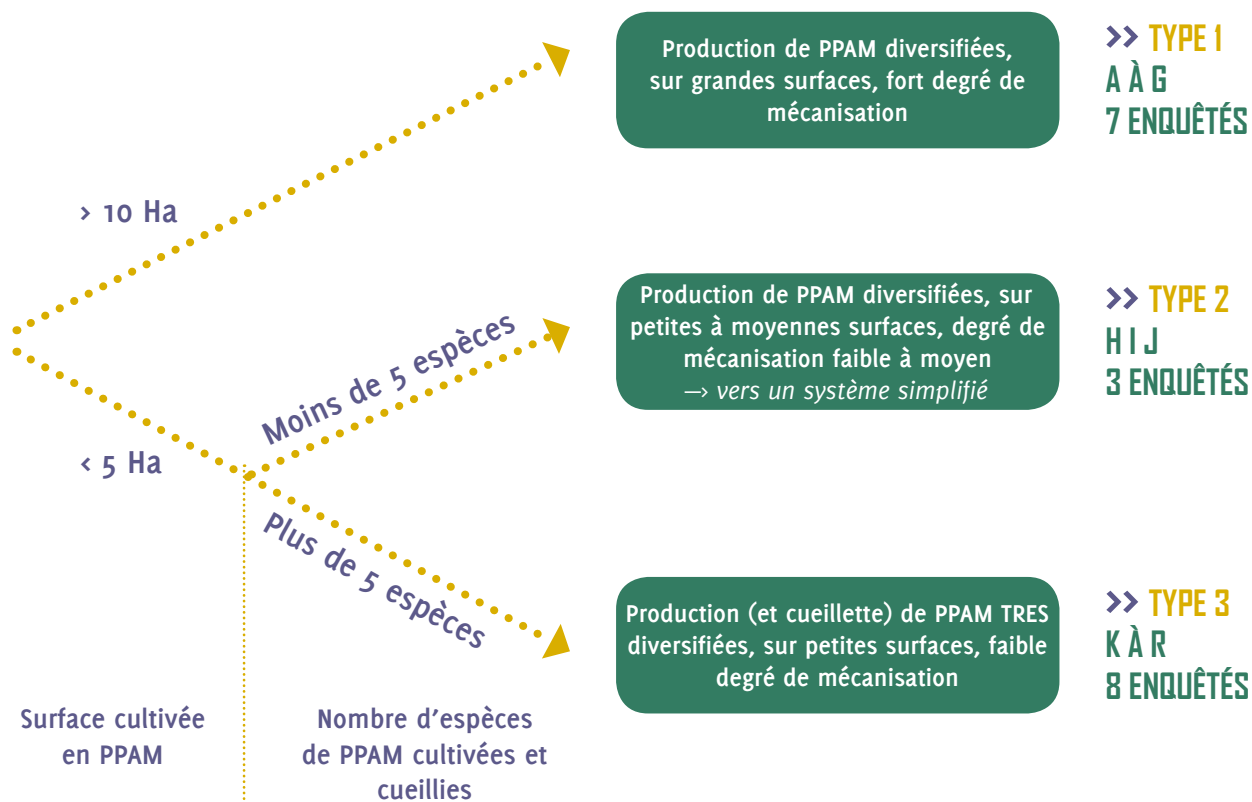 > 10 Ha
< 5 Ha
Moins de 5 espèces
Plus de 5 espèces
Surface cultivée
en PPAM
Nombre d'espèces
de PPAM cultivées et
cueillies
Production de PPAM diversifiées,
sur grandes surfaces, fort degré de
mécanisation
>> TYPE 1
A À G
7 ENQUÊTÉS
Production de PPAM diversifiées, sur
petites à moyennes surfaces, degré de
mécanisation faible à moyen
—> vers un système simplifié
>> TYPE 2
H I J
3 ENQUÊTÉS
Production (et cueillette) de PPAM TRES
diversifiées, sur petites surfaces, faible
degré de mécanisation
>> TYPE 3
K À R
8 ENQUÊTÉS